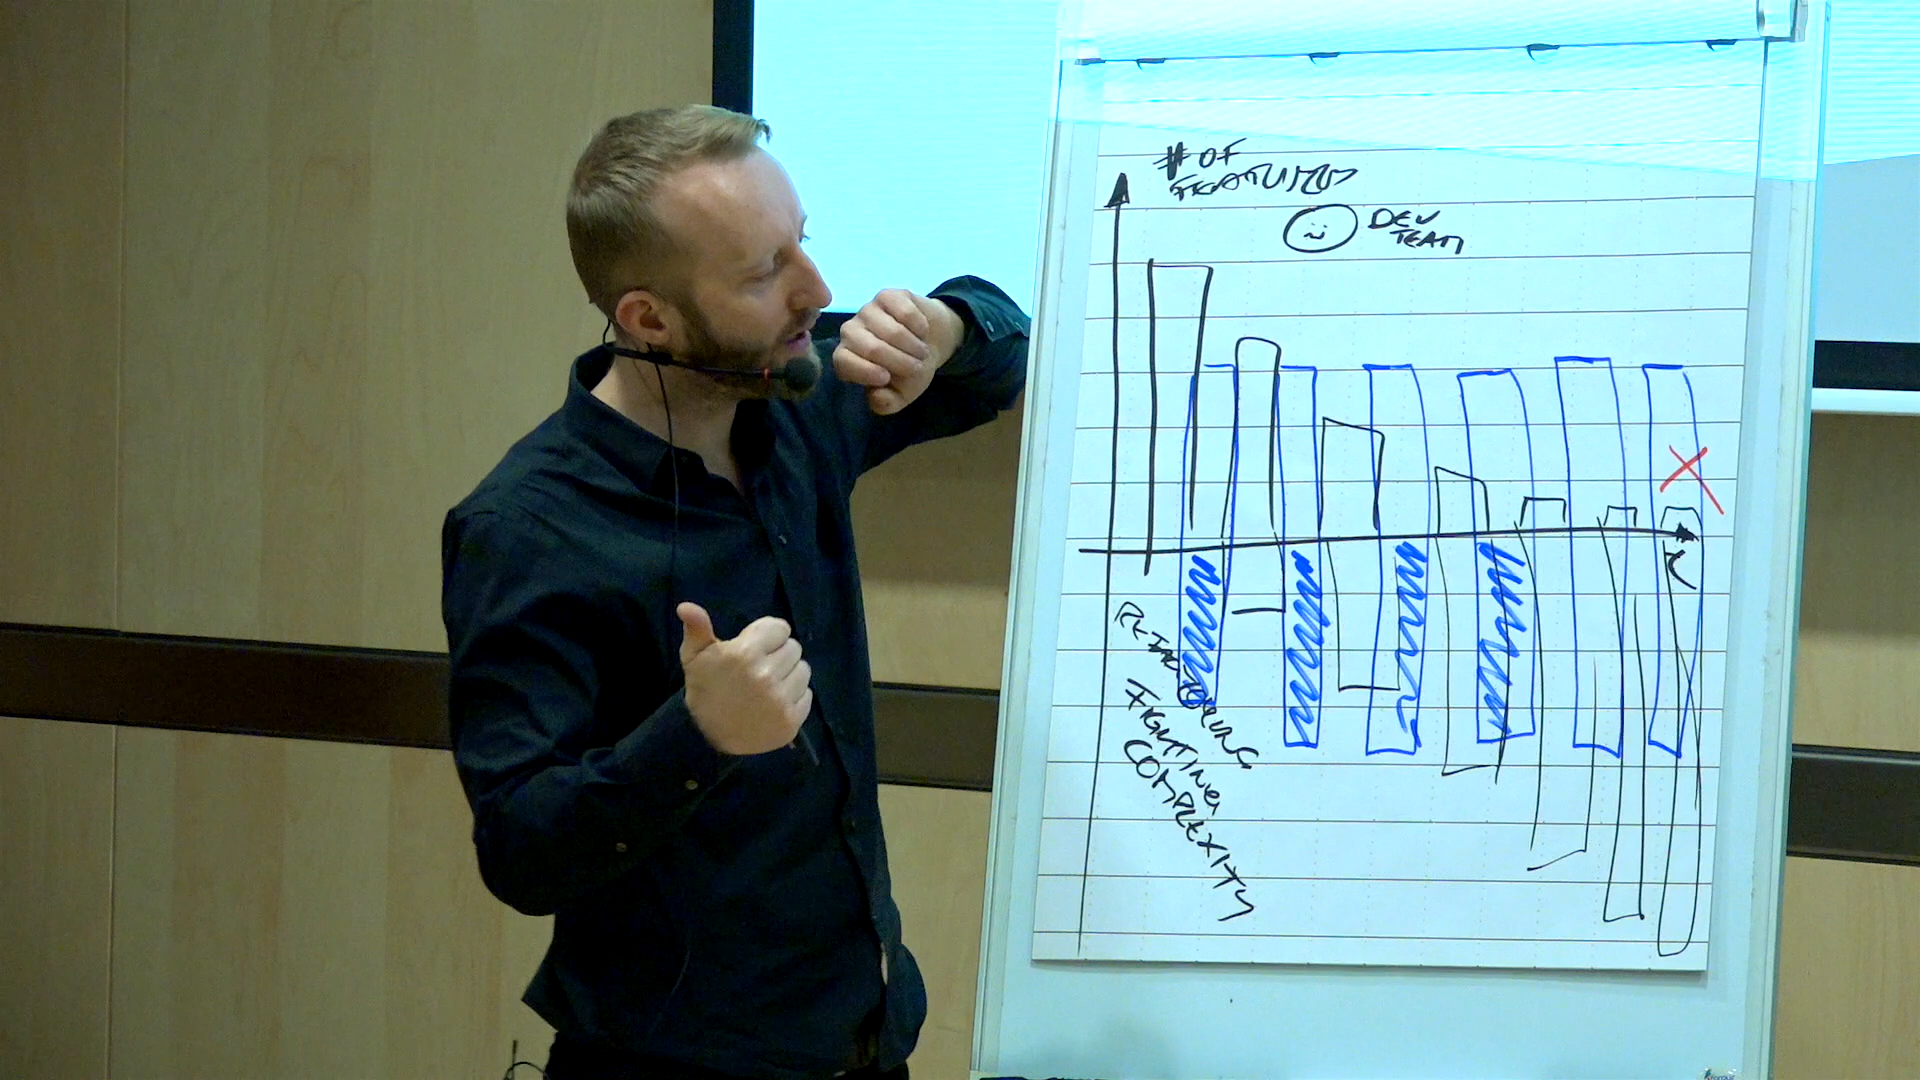 # OF
FEATURES
DEV
TEAM
REFACTORING
FIGHTING
COMPLEXITY